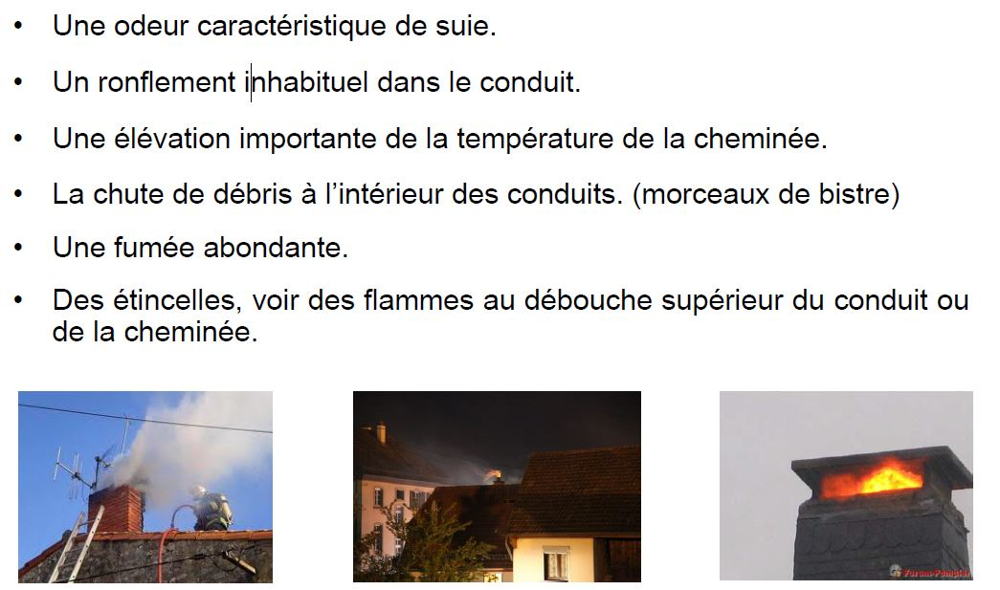 • Une odeur caractéristique de suie.
• Un ronflement inhabituel dans le conduit.
• Une élévation importante de la température de la cheminée.
• La chute de débris à l’intérieur des conduits. (morceaux de bistre)
• Une fumée abondante.
• Des étincelles, voir des flammes au débouche supérieur du conduit ou
de la cheminée.
Forum-Pompier